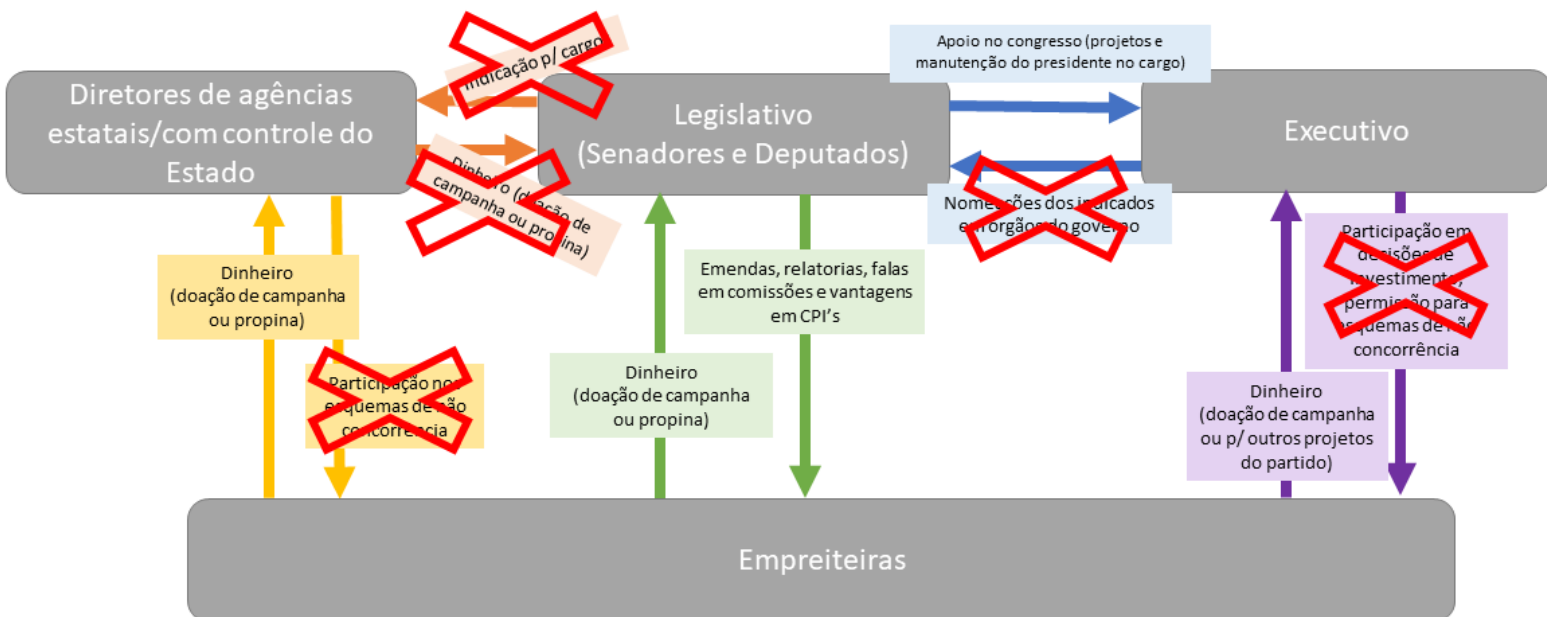 Indicação p/ cargo
Apoio no congresso (projetos e
manutenção do presidente no cargo)
Diretores de agências
estatais/com controle do
Estado
Legislativo
(Senadores e Deputados)
Executivo
Dinheiro (doação de
campanha ou propina)
Nomeações dos indicados
em órgãos do governo
Dinheiro
(doação de campanha
ou propina)
Emendas, relatorias, falas
em comissões e vantagens
em CPI's
Participação em
decisões de
investimento,
permissão para
esquemas de não
concorrência
Participação nos
esquemas de não
concorrência
Dinheiro
(doação de campanha
ou propina)
Dinheiro
(doação de campanha
ou p/ outros projetos
do partido)
Empreiteiras